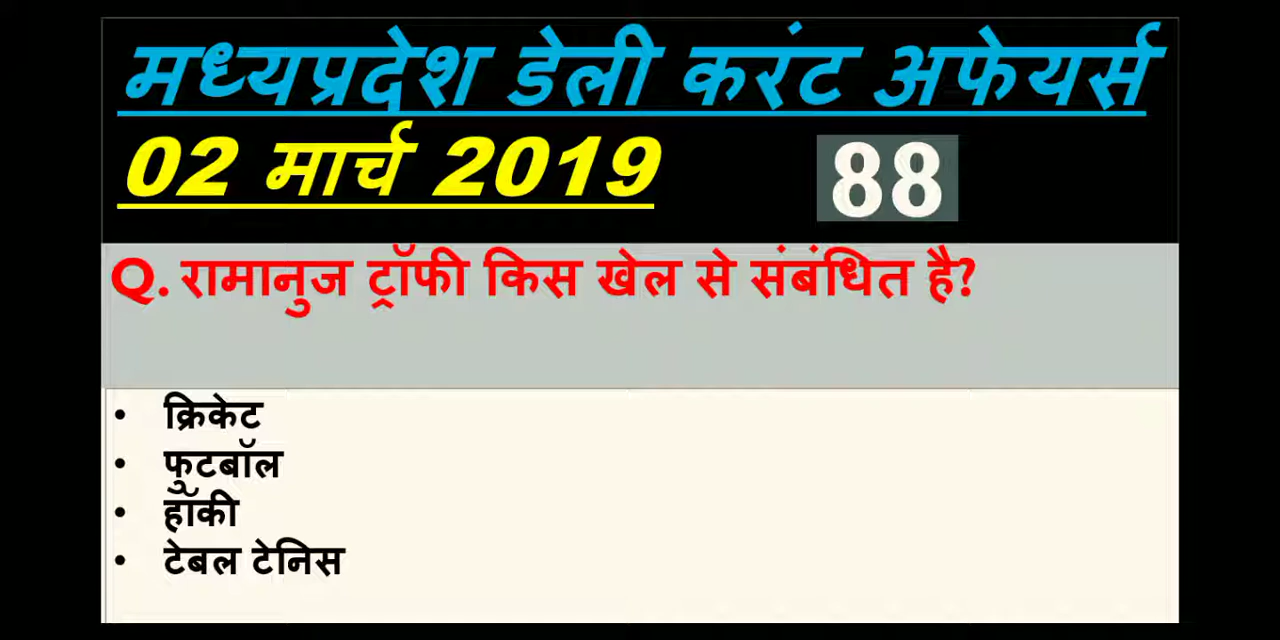 मध्यप्रदेश डेली करंट अफेयर्स
02 मार्च 2019 88
Q. रामानुज ट्रॉफी किस खेल से संबंधित है?
• क्रिकेट
• फुटबॉल
• हॉकी
• टेबल टेनिस